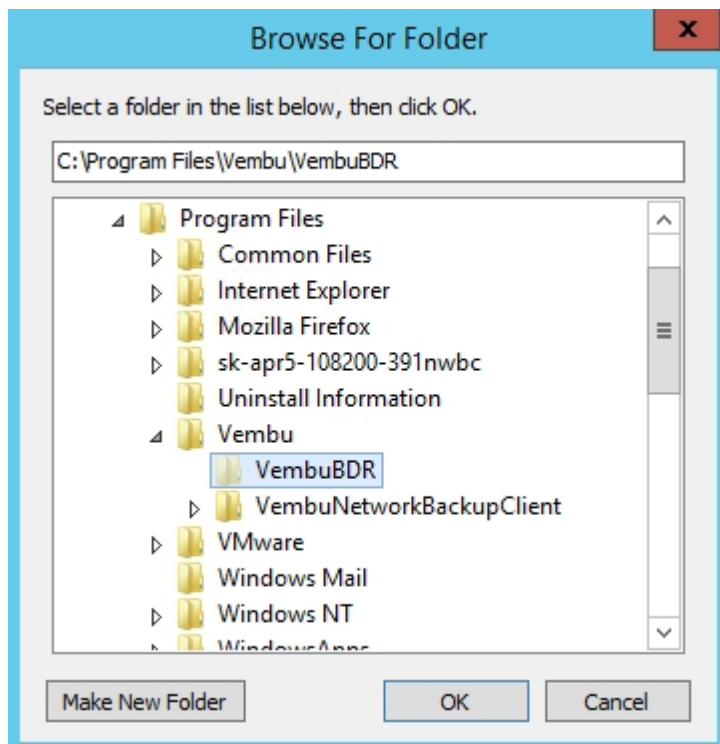 Browse For Folder
x
Select a folder in the list below, then click OK.
C:\Program Files\Vembu\VembuBDR
Program Files
Common Files
Internet Explorer
Mozilla Firefox
sk-apr5-108200-391nwbc
Uninstall Information
Vembu
VembuBDR
VembuNetworkBackupClient
VMware
Windows Mail
Windows NT
WindowsApps
Make New Folder OK Cancel